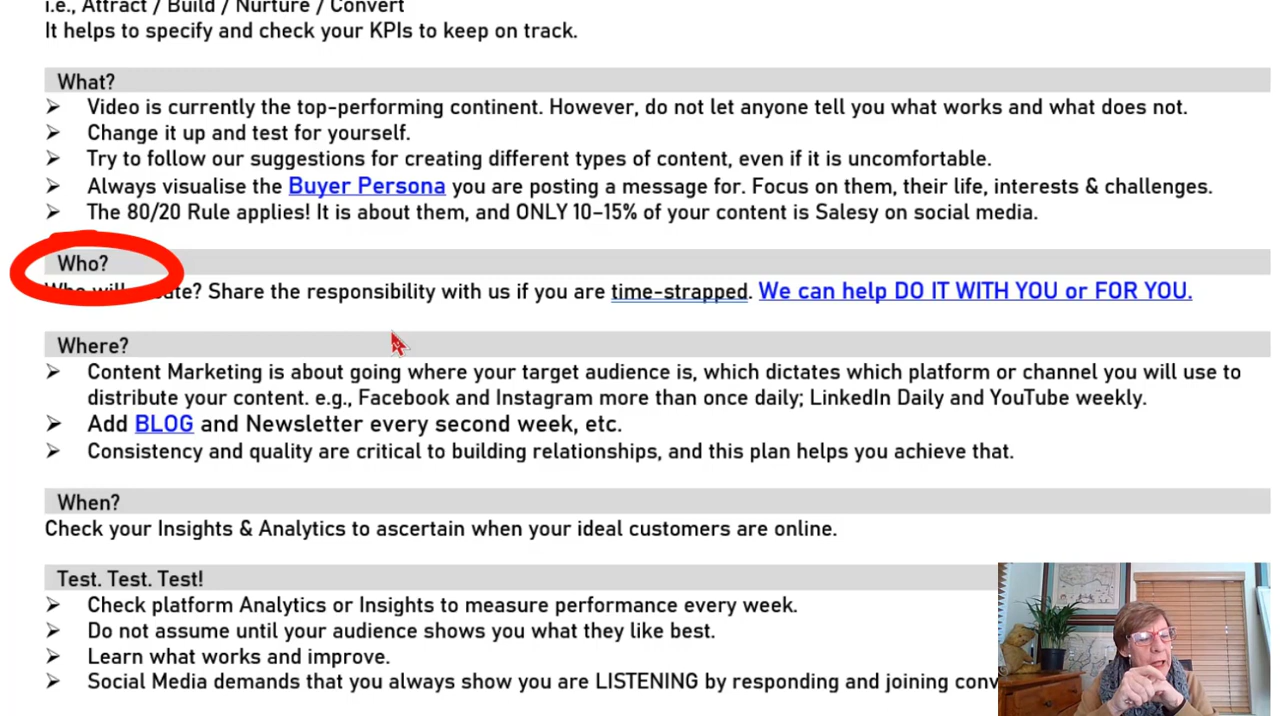 i.e., Attract / Build / Nurture / Convert
It helps to specify and check your KPIs to keep on track.
What?
Video is currently the top-performing continent. However, do not let anyone tell you what works and what does not.
Change it up and test for yourself.
Try to follow our suggestions for creating different types of content, even if it is uncomfortable.
Always visualise the Buyer Persona you are posting a message for. Focus on them, their life, interests & challenges.
The 80/20 Rule applies! It is about them, and ONLY 10–15% of your content is Salesy on social media.
Who?
Who will ? Share the responsibility with us if you are time-strapped. We can help DO IT WITH YOU or FOR YOU.
Where?
Content Marketing is about going where your target audience is, which dictates which platform or channel you will use to
distribute your content. e.g., Facebook and Instagram more than once daily; LinkedIn Daily and YouTube weekly.
Add BLOG and Newsletter every second week, etc.
Consistency and quality are critical to building relationships, and this plan helps you achieve that.
When?
Check your Insights & Analytics to ascertain when your ideal customers are online.
Test. Test. Test!
Check platform Analytics or Insights to measure performance every week.
Do not assume until your audience shows you what they like best.
Learn what works and improve.
Social Media demands that you always show you are LISTENING by responding and joining conv